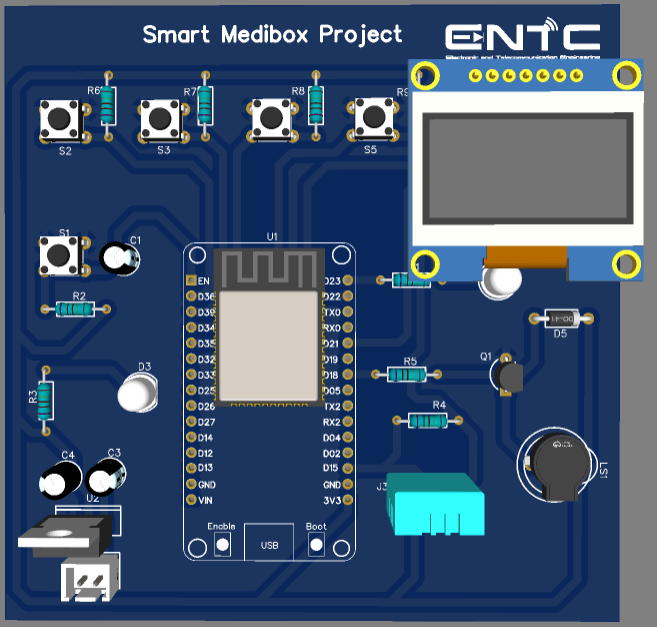 Smart Medibox Project
ENTC
Electronic and Telecommunication Engineering
R6
R7
R8
R9
S2
S3
S5
S1
C1
U1
R2
D3
R3
C4
C3
U2
R5
R4
Q1
D5
LS1
J3
EN
D36
D39
D34
D35
D32
D33
D25
D26
D27
D14
D12
D13
GND
VIN
D23
D22
TX0
RX0
D21
D19
D18
D05
TX2
RX2
D04
D02
D15
GND
3V3
Enable
USB
Boot